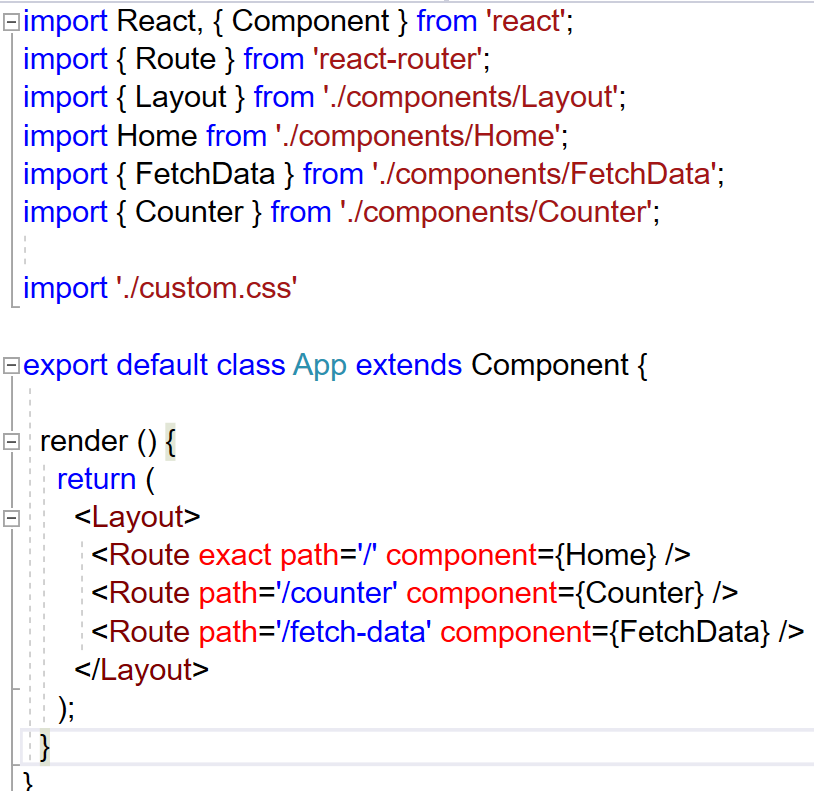 import React, { Component } from 'react';
import { Route } from 'react-router';
import { Layout } from './components/Layout';
import Home from './components/Home';
import { FetchData } from './components/FetchData';
import { Counter } from './components/Counter';
import './custom.css'
export default class App extends Component {
render () {
return (
<Layout>
<Route exact path='/' component={Home} />
<Route path='/counter' component={Counter} />
<Route path='/fetch-data' component={FetchData} />
</Layout>
);
}
}